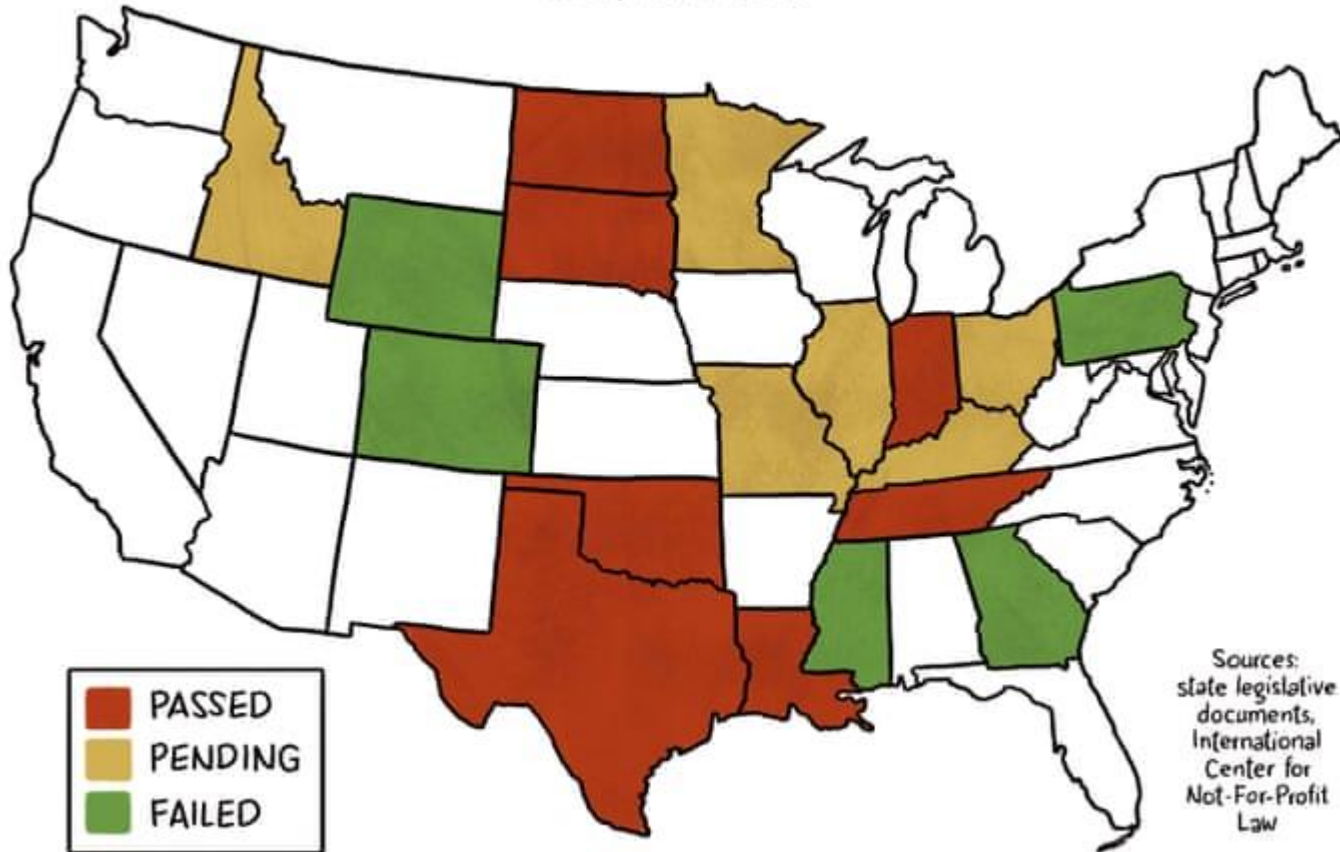 PASSED
PENDING
FAILED
Sources:
state legislative
documents,
International
Center for
Not-For-Profit
Law